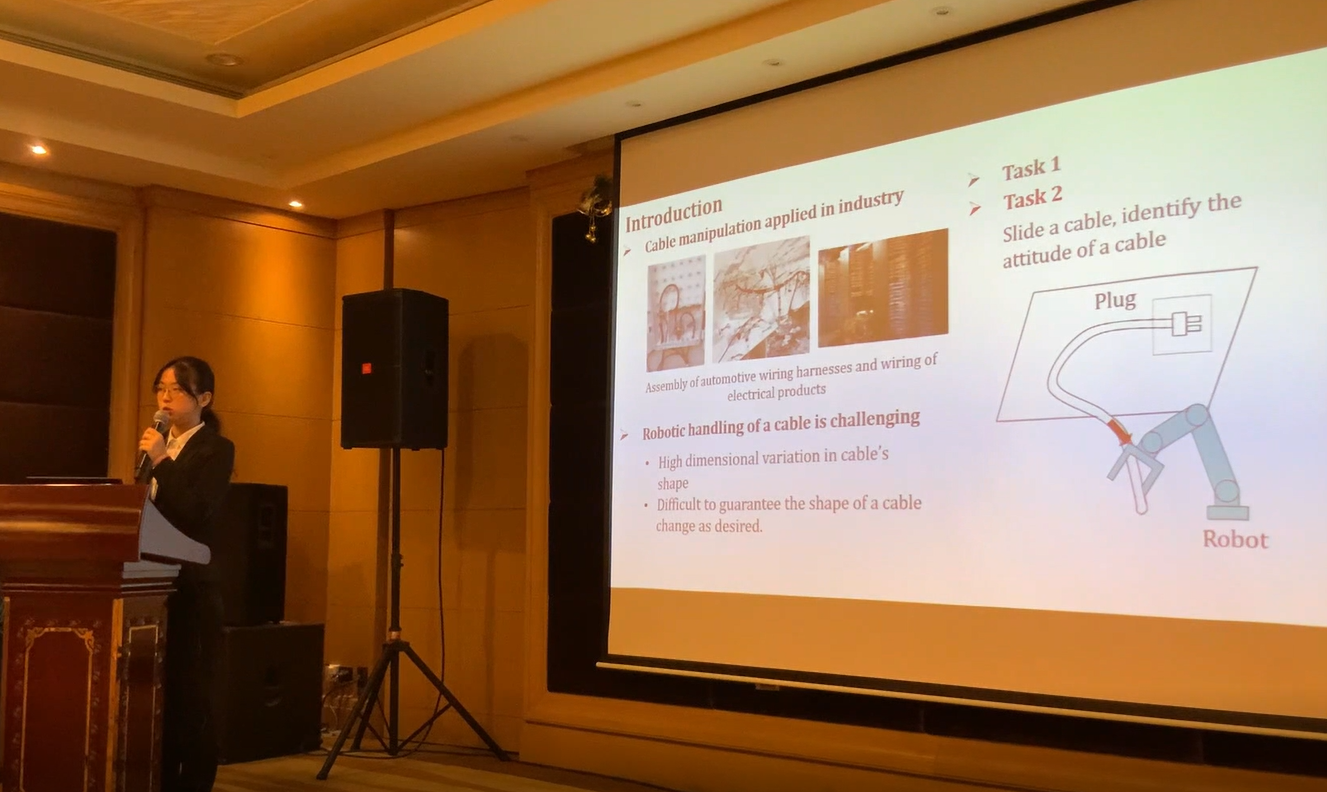 Introduction
Cable manipulation applied in industry
Assembly of automotive wiring harnesses and wiring of
electrical products
Robotic handling of a cable is challenging
• High dimensional variation in cable's
shape
• Difficult to guarantee the shape of a cable
change as desired.
Task 1
Task 2
Slide a cable, identify the
attitude of a cable
Plug
Robot